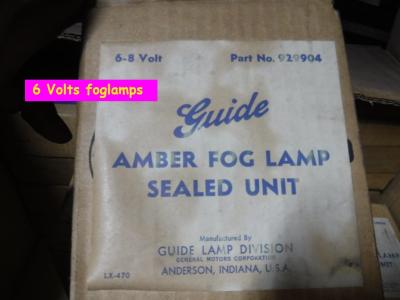 6-8 Volt Part No. 929904
6 Volts foglamps
Guide
AMBER FOG LAMP
SEALED UNIT
Manufactured By
GUIDE LAMP DIVISION
GENERAL MOTORS CORPORATION
ANDERSON, INDIANA, U.S.A.
LX-470